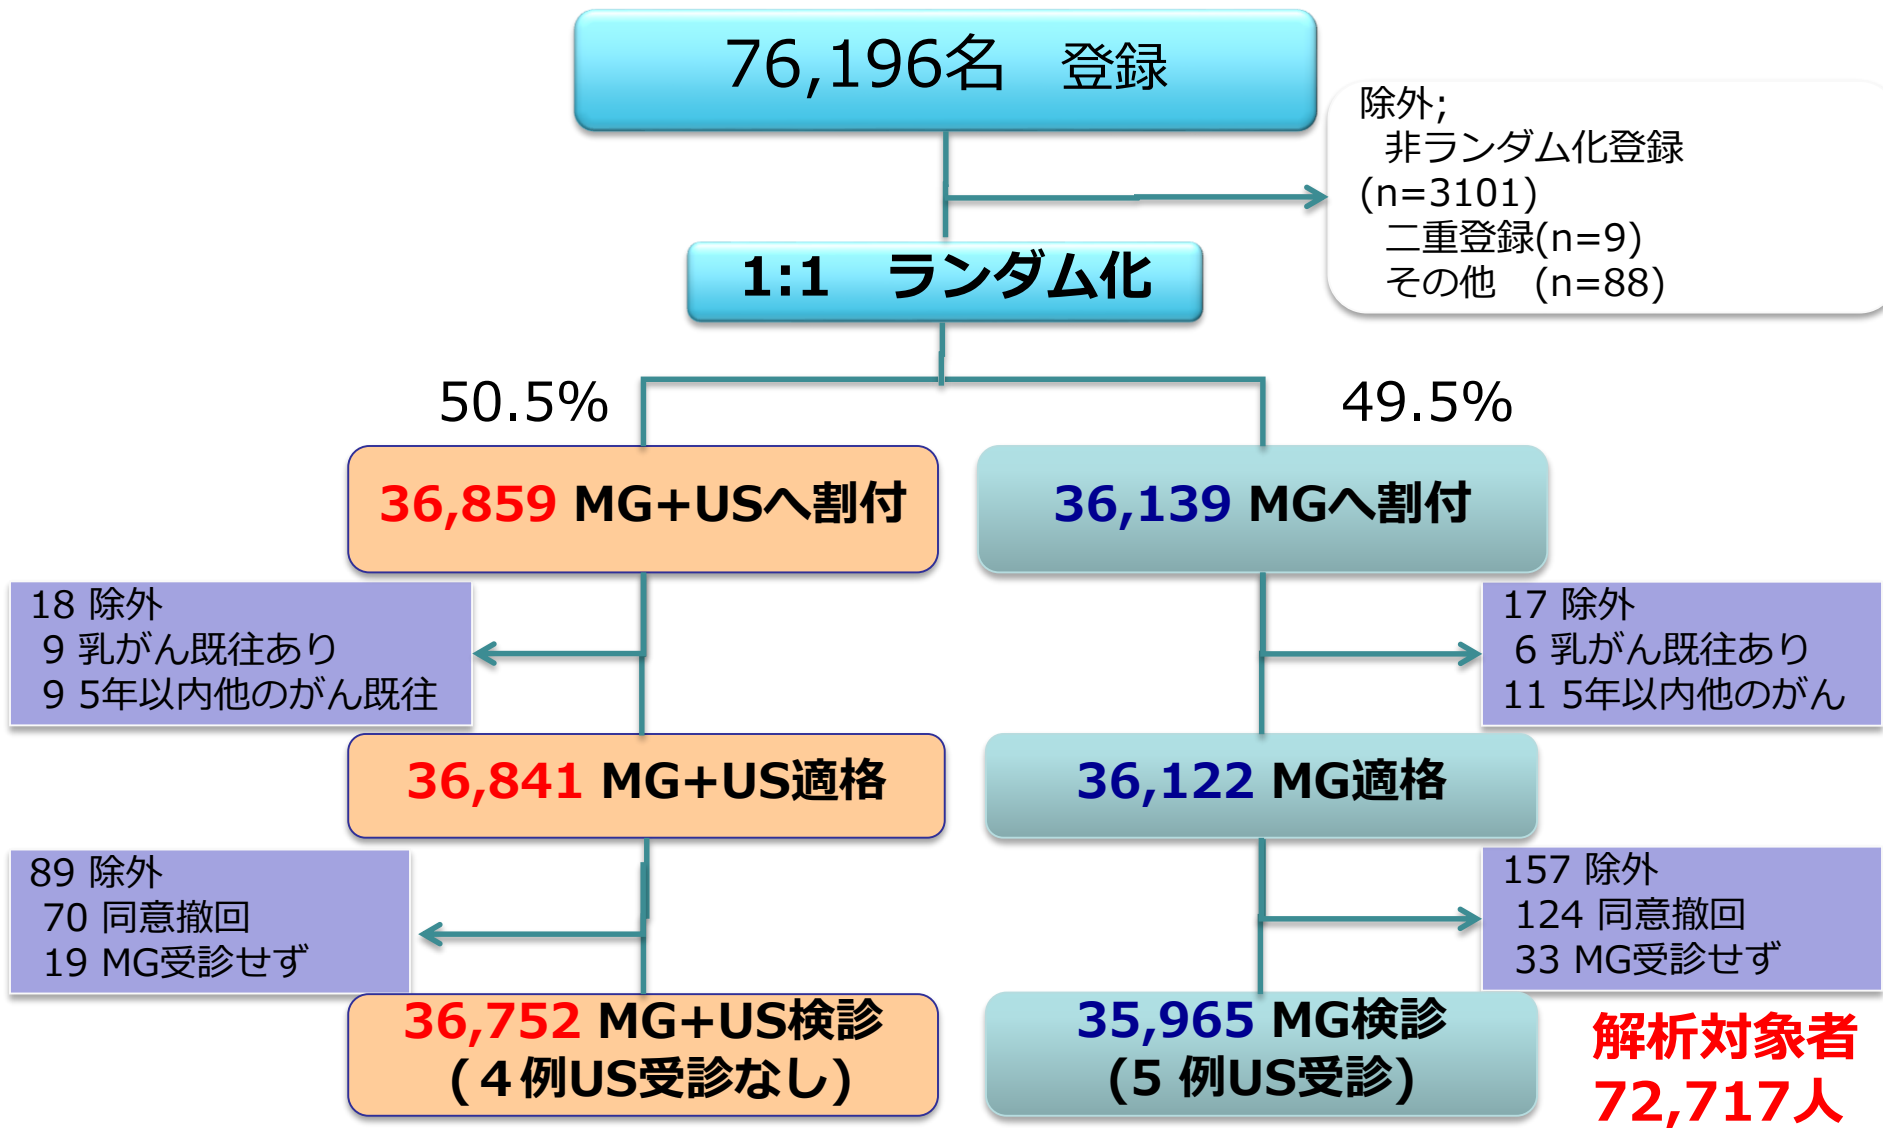 76,196名　登録
除外;
非ランダム化登録
(n=3101)
二重登録(n=9)
その他　(n=88)
1:1　ランダム化
50.5%
49.5%
36,859 MG+USへ割付
36,139 MGへ割付
18 除外
9 乳がん既往あり
9 5年以内他のがん既往
17 除外
6 乳がん既往あり
11 5年以内他のがん
36,841 MG+US適格
36,122 MG適格
89 除外
70 同意撤回
19 MG受診せず
157 除外
124 同意撤回
33 MG受診せず
36,752 MG+US検診
(４例US受診なし)
35,965 MG検診
(5 例US受診)
解析対象者
72,717人